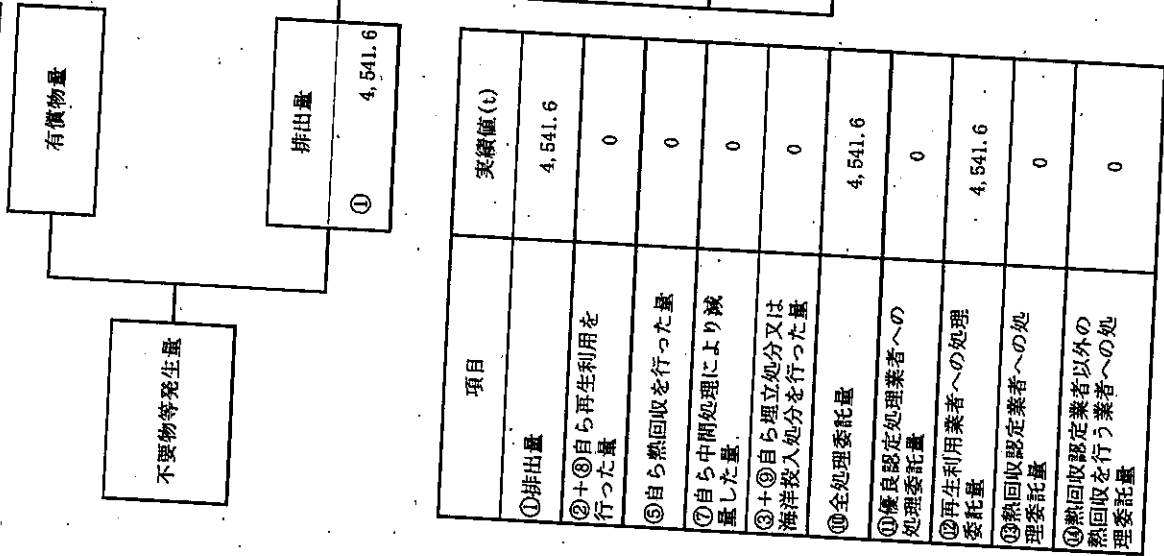 有償物量
不要物等発生量
排出量
① 4,541.6
項目 実績値(t)
①排出量 4,541.6
②+⑧自ら再生利用を
行った量 0
⑤自ら熱回収を行った量 0
⑦自ら中間処理により減
量した量 0
③+⑨自ら埋立処分又は
海洋投入処分を行った量 0
⑩全処理委託量 4,541.6
⑪優良認定処理業者への
処理委託量 0
⑫再生利用業者への処理
委託量 4,541.6
⑬熱回収認定業者への処
理委託量 0
⑭熱回収認定業者以外の
熱回収を行う業者への処
理委託量 0